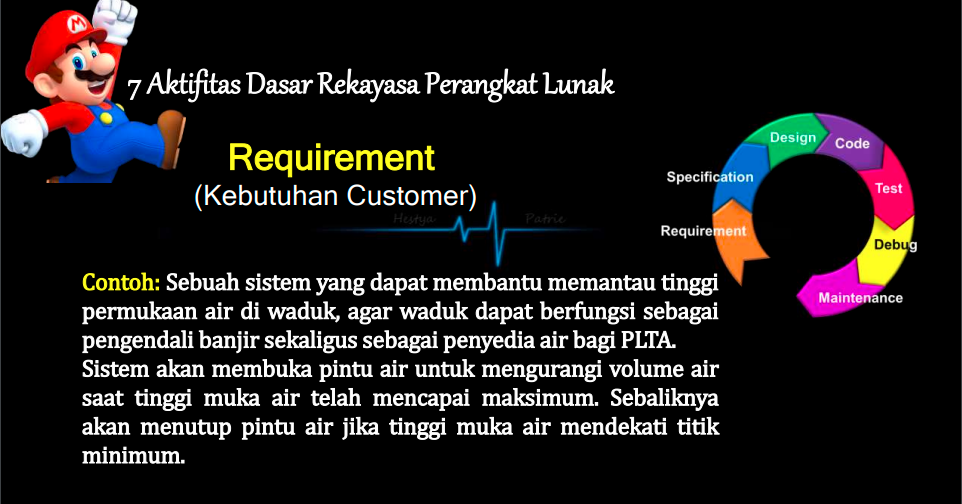 7 Aktifitas Dasar Rekayasa Perangkat Lunak
Requirement
(Kebutuhan Customer)
Hestya Patrie
Contoh: Sebuah sistem yang dapat membantu memantau tinggi
permukaan air di waduk, agar waduk dapat berfungsi sebagai
pengendali banjir sekaligus sebagai penyedia air bagi PLTA.
Sistem akan membuka pintu air untuk mengurangi volume air
saat tinggi muka air telah mencapai maksimum. Sebaliknya
akan menutup pintu air jika tinggi muka air mendekati titik
minimum.
Requirement
Specification
Design
Code
Test
Debug
Maintenance
M